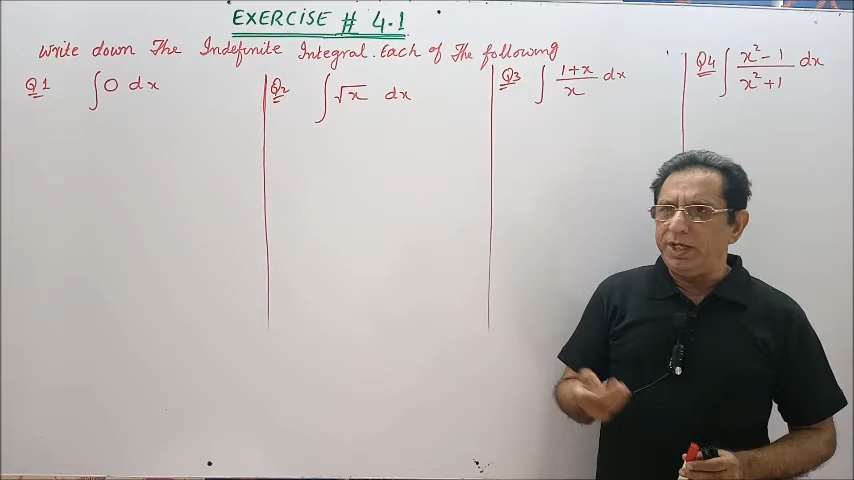 EXERCISE # 4.1
Write down The Indefinite Integral. Each of The following
Q1 ∫ 0 dx
Q2 ∫ √x dx
Q3 ∫ (1+x)/x dx
Q4 ∫ (x²-1)/(x²+1) dx